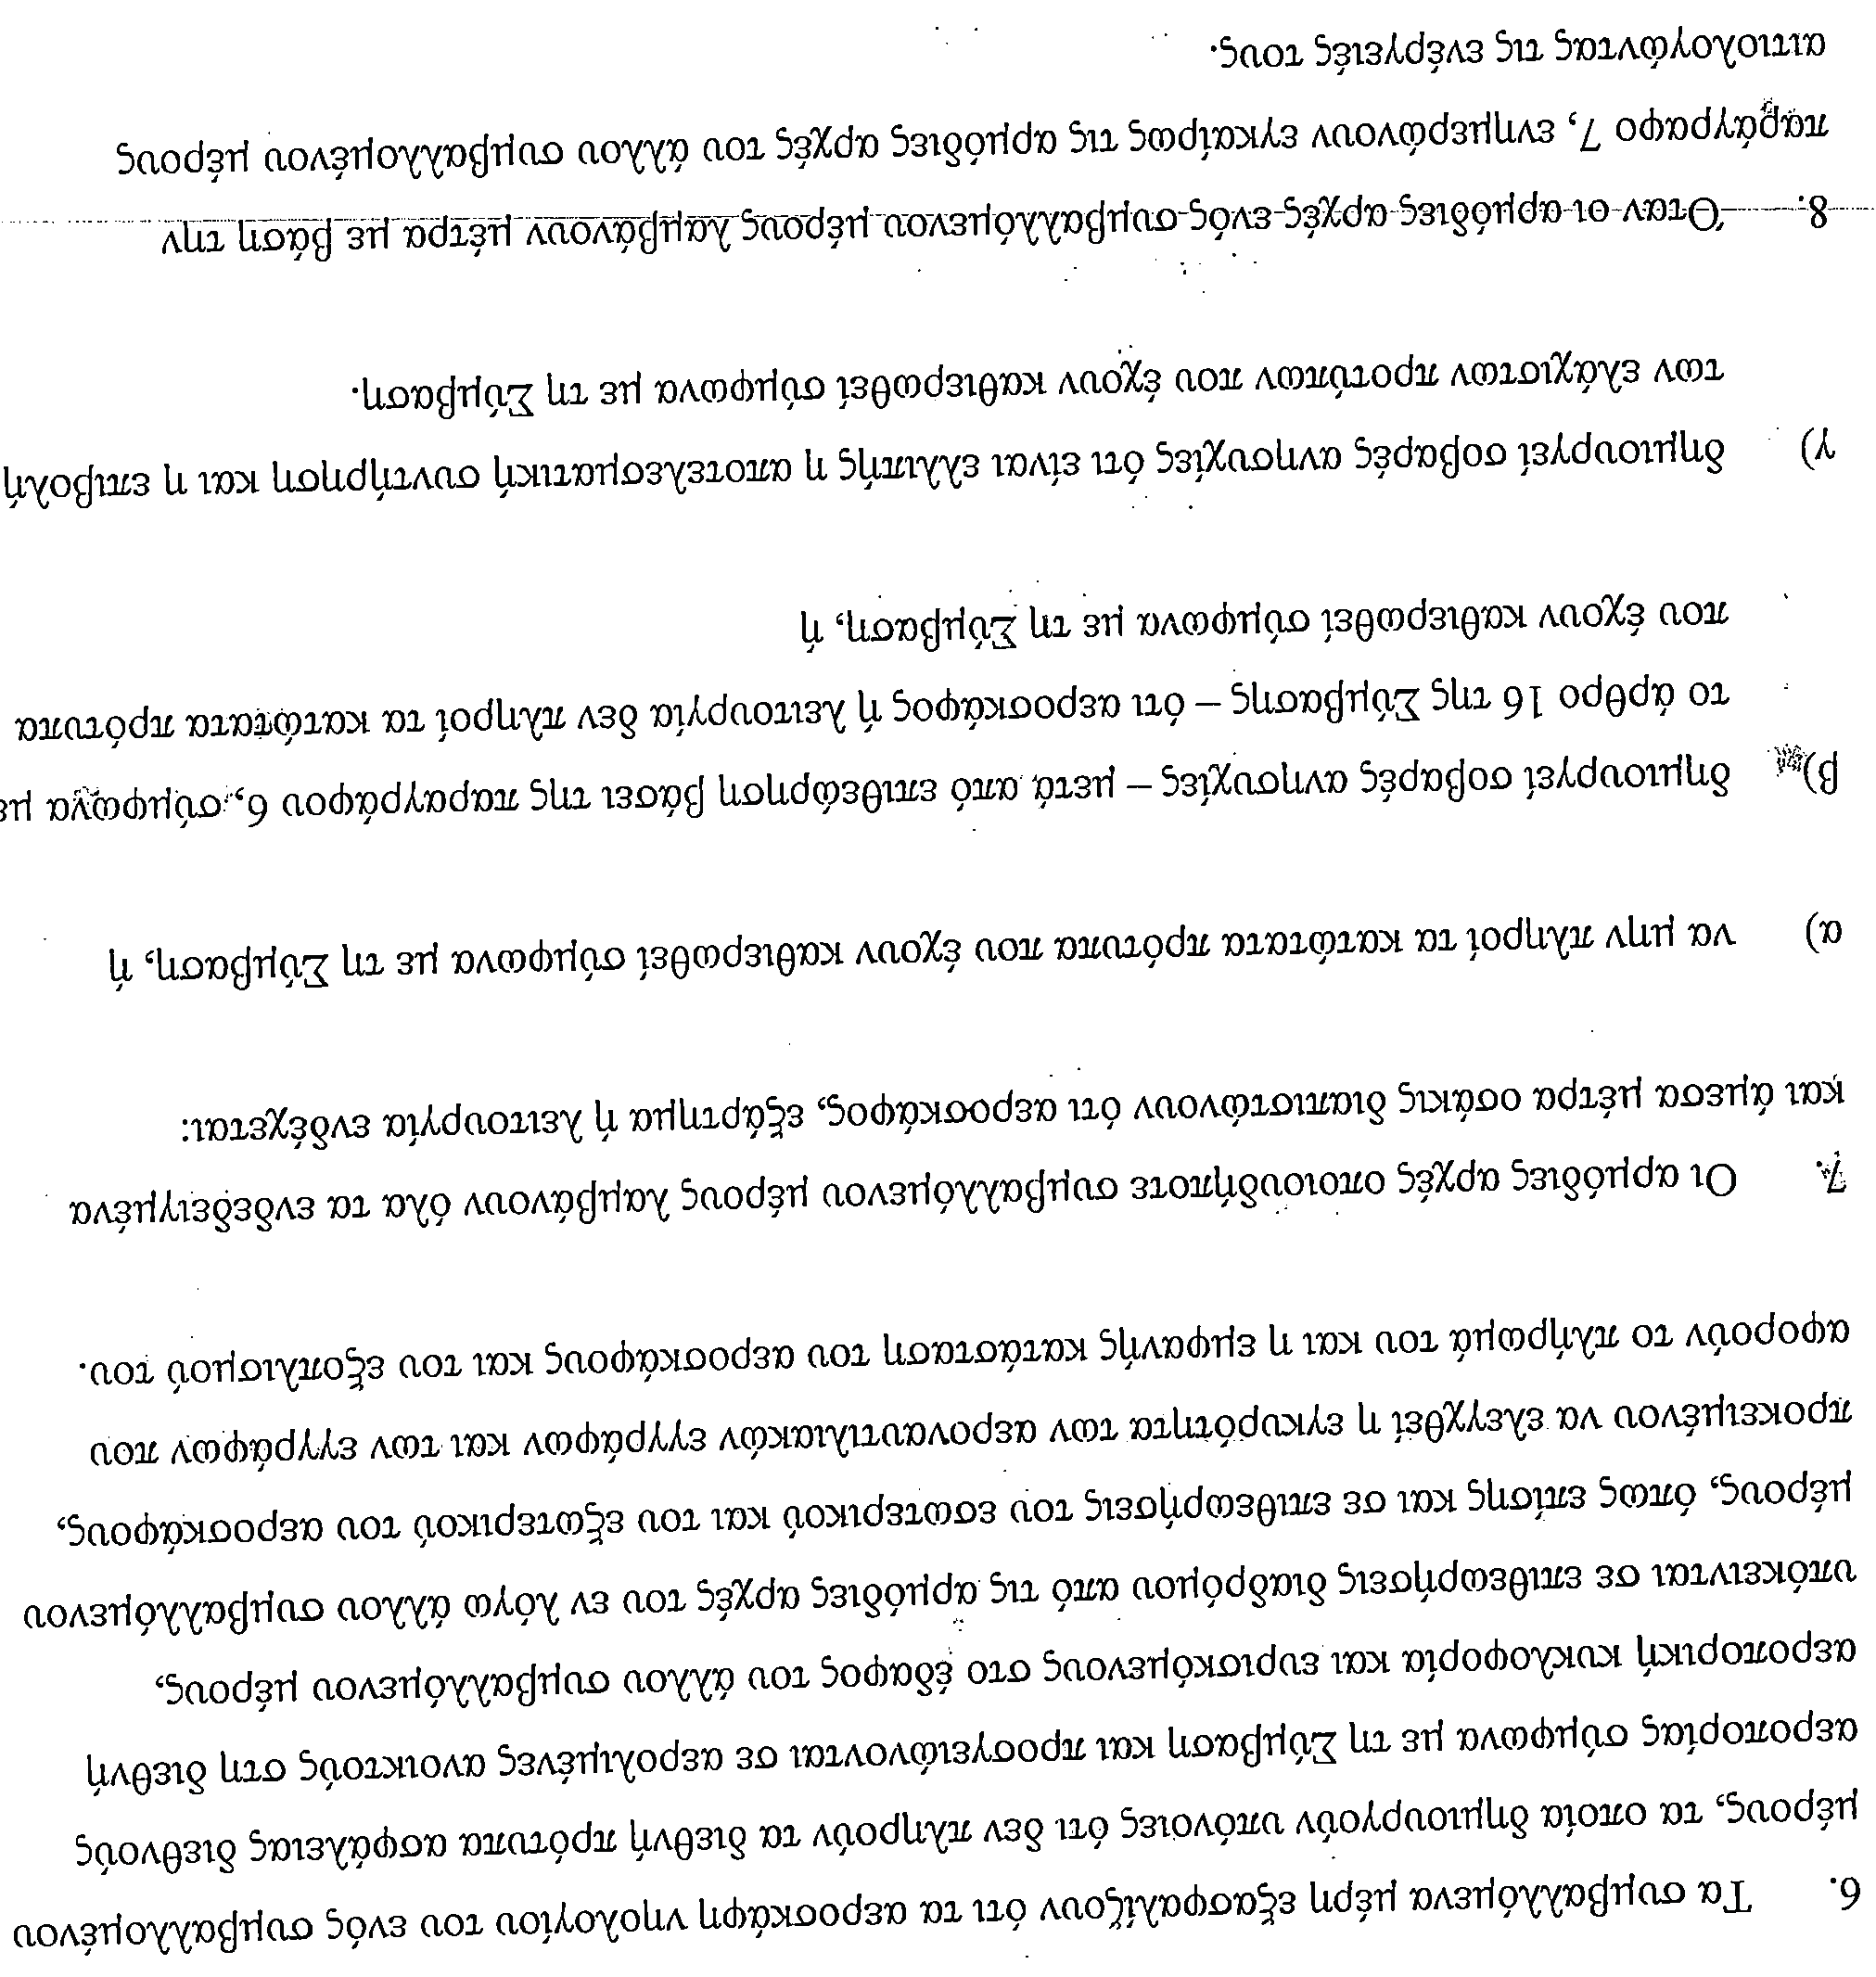 6. Τα συμβαλλόμενα μέρη εξασφαλίζουν ότι τα αεροσκάφη νηολογίου του ενός συμβαλλομένου
μέρους, τα οποία δημιουργούν υπόνοιες ότι δεν πληρούν τα διεθνή πρότυπα ασφάλειας διεθνούς
αεροπορίας σύμφωνα με τη Σύμβαση και προσγειώνονται σε αερολιμένες ανοικτούς στη διεθνή
αεροπορική κυκλοφορία και ευρισκόμενους στο έδαφος του άλλου συμβαλλόμενου μέρους,
υπόκεινται σε επιθεωρήσεις διαδρόμου από τις αρμόδιες αρχές του εν λόγω άλλου συμβαλλόμενου
μέρους, όπως επίσης και σε επιθεωρήσεις του εσωτερικού και του εξωτερικού του αεροσκάφους,
προκειμένου να ελεγχθεί η εγκυρότητα των αεροναυτιλιακών εγγράφων και των εγγράφων που
αφορούν το πλήρωμά του και η εμφανής κατάσταση του αεροσκάφους και του εξοπλισμού του.
7. Οι αρμόδιες αρχές οποιουδήποτε συμβαλλόμενου μέρους λαμβάνουν όλα τα ενδεδειγμένα
και άμεσα μέτρα οσάκις διαπιστώνουν ότι αεροσκάφος, εξάρτημα ή λειτουργία ενδέχεται:
α) να μην πληροί τα κατώτατα πρότυπα που έχουν καθιερωθεί σύμφωνα με τη Σύμβαση, ή
β) δημιουργεί σοβαρές ανησυχίες – μετά από επιθεώρηση βάσει της παραγράφου 6, σύμφωνα με
το άρθρο 16 της Σύμβασης – ότι αεροσκάφος ή λειτουργία δεν πληροί τα κατώτατα πρότυπα
που έχουν καθιερωθεί σύμφωνα με τη Σύμβαση, ή
γ) δημιουργεί σοβαρές ανησυχίες ότι είναι ελλιπής η αποτελεσματική συντήρηση και η επιβολή
των ελάχιστων προτύπων που έχουν καθιερωθεί σύμφωνα με τη Σύμβαση.
8. Όταν οι αρμόδιες αρχές ενός συμβαλλόμενου μέρους λαμβάνουν μέτρα με βάση την
παράγραφο 7, ενημερώνουν εγκαίρως τις αρμόδιες αρχές του άλλου συμβαλλομένου μέρους
αιτιολογώντας τις ενέργειές τους.